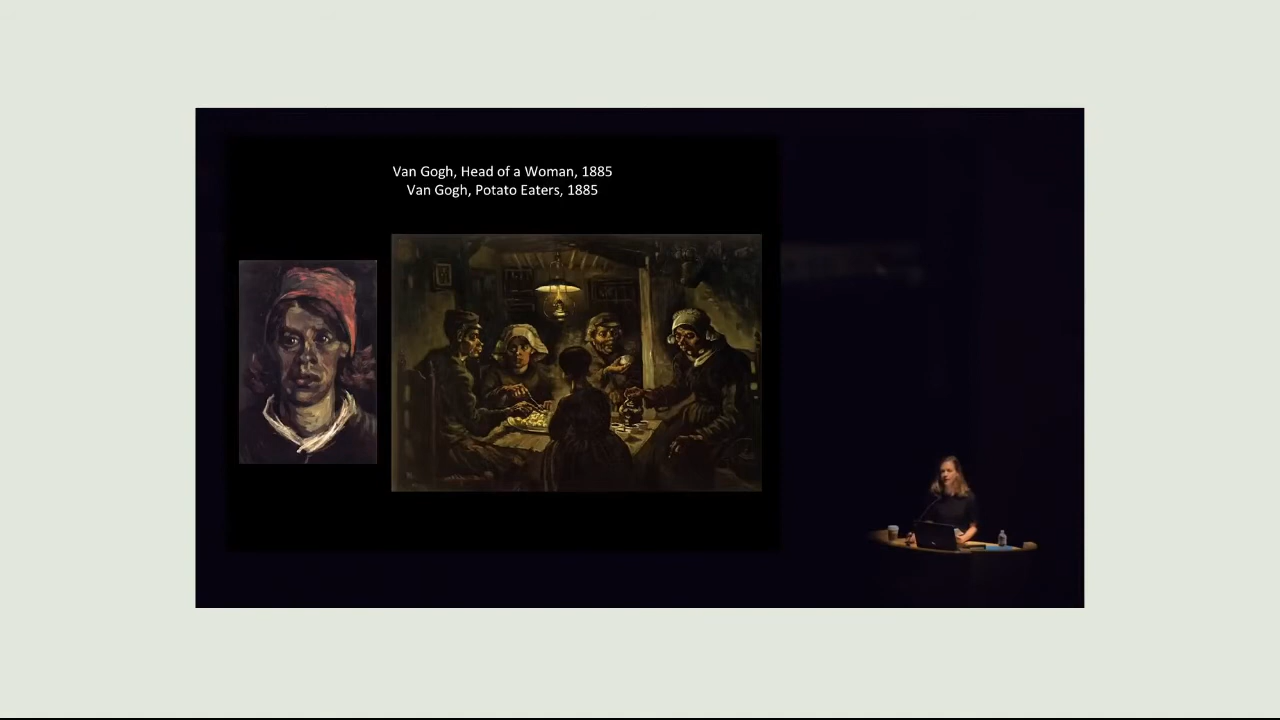 Van Gogh, Head of a Woman, 1885
Van Gogh, Potato Eaters, 1885